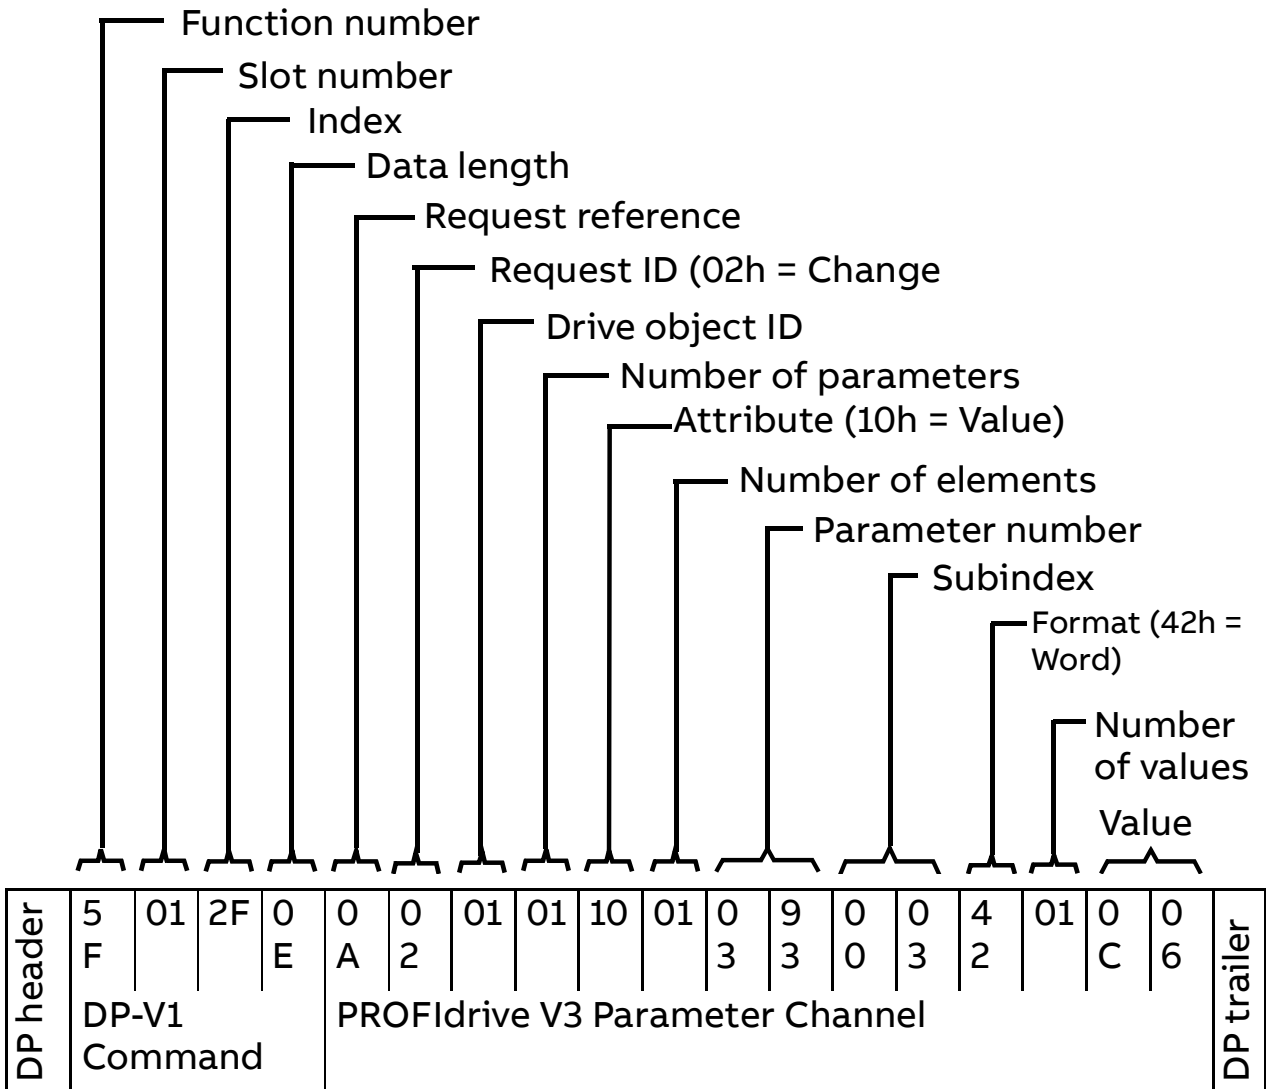 Function number
Slot number
Index
Data length
Request reference
Request ID (02h = Change
Drive object ID
Number of parameters
Attribute (10h = Value)
Number of elements
Parameter number
Subindex
Format (42h =
Word)
Number
of values
Value
DP header
5 01 2F 0 0 0 01 01 10 01 0 9 0 0 4 01 0 0
F E A 2 3 3 0 3 2 C 6
DP-V1
Command
PROFIdrive V3 Parameter Channel
DP trailer